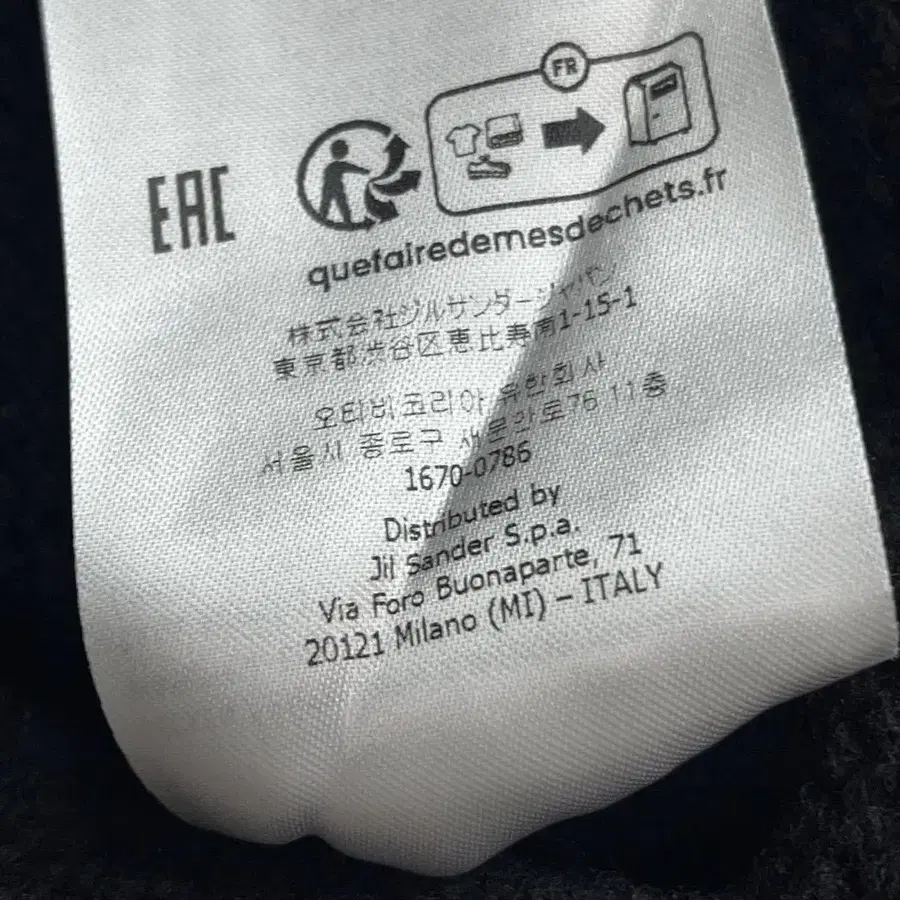 FR
EAC
quefairedemesdechets.fr
株式会社ジルサンダージャパン
東京都渋谷区恵比寿南1-15-1
오티비코리아 유한회사
서울시 종로구 새문안로76 11층
1670-0786
Distributed by
Jil Sander S.p.a.
Via Foro Buonaparte, 71
20121 Milano (MI) – ITALY